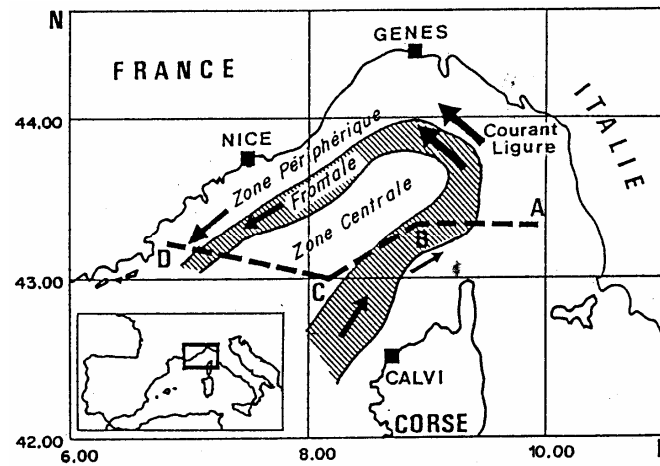 N
GENES
FRANCE
ITALIE
44.00
Courant
Ligure
NICE
Zone Périphérique
Frontale
Zone Centrale
A
B
D
C
43.00
CALVI
CORSE
42.00
6.00
8.00
10.00